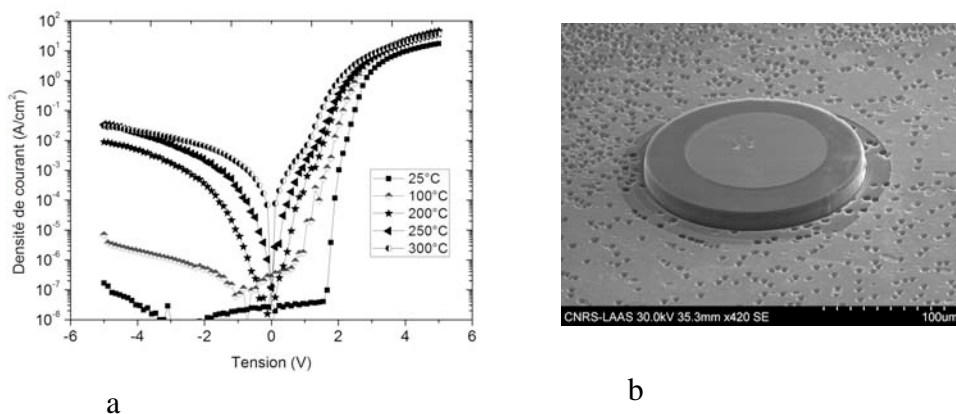 10²
10¹
10⁰
10⁻¹
10⁻²
10⁻³
10⁻⁴
10⁻⁵
10⁻⁶
10⁻⁷
10⁻⁸
Densité de courant (A/cm²)
-6 -4 -2 0 2 4 6
Tension (V)
25°C
100°C
200°C
250°C
300°C
CNRS-LAAS 30.0kV 35.3mm x420 SE 100um
a
b